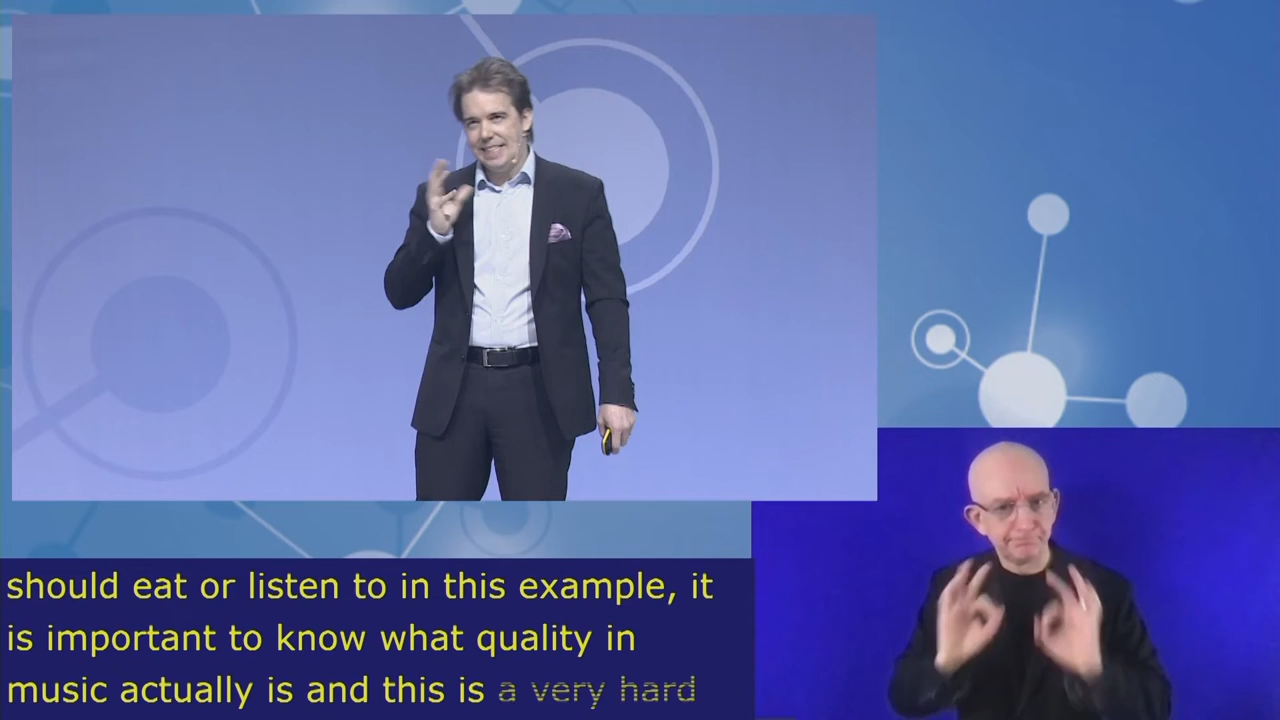 should eat or listen to in this example, it
is important to know what quality in
music actually is and this is a very hard